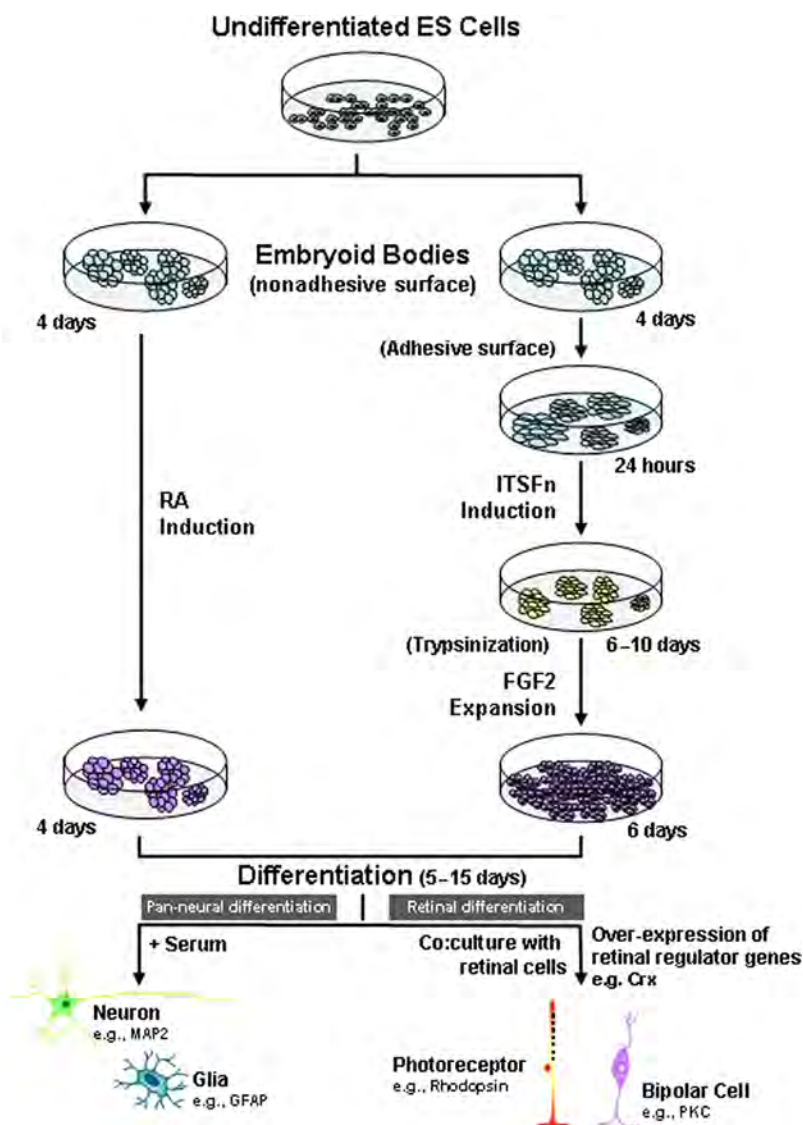 Undifferentiated ES Cells
Embryoid Bodies
(nonadhesive surface)
4 days
4 days
(Adhesive surface)
24 hours
RA
Induction
ITSFn
Induction
(Trypsinization)
6–10 days
FGF2
Expansion
4 days
6 days
Differentiation (5–15 days)
Pan-neural differentiation
Retinal differentiation
+ Serum
Co:culture with
retinal cells
Over-expression of
retinal regulator genes
e.g. Crx
Neuron
e.g., MAP2
Glia
e.g., GFAP
Photoreceptor
e.g., Rhodopsin
Bipolar Cell
e.g., PKC